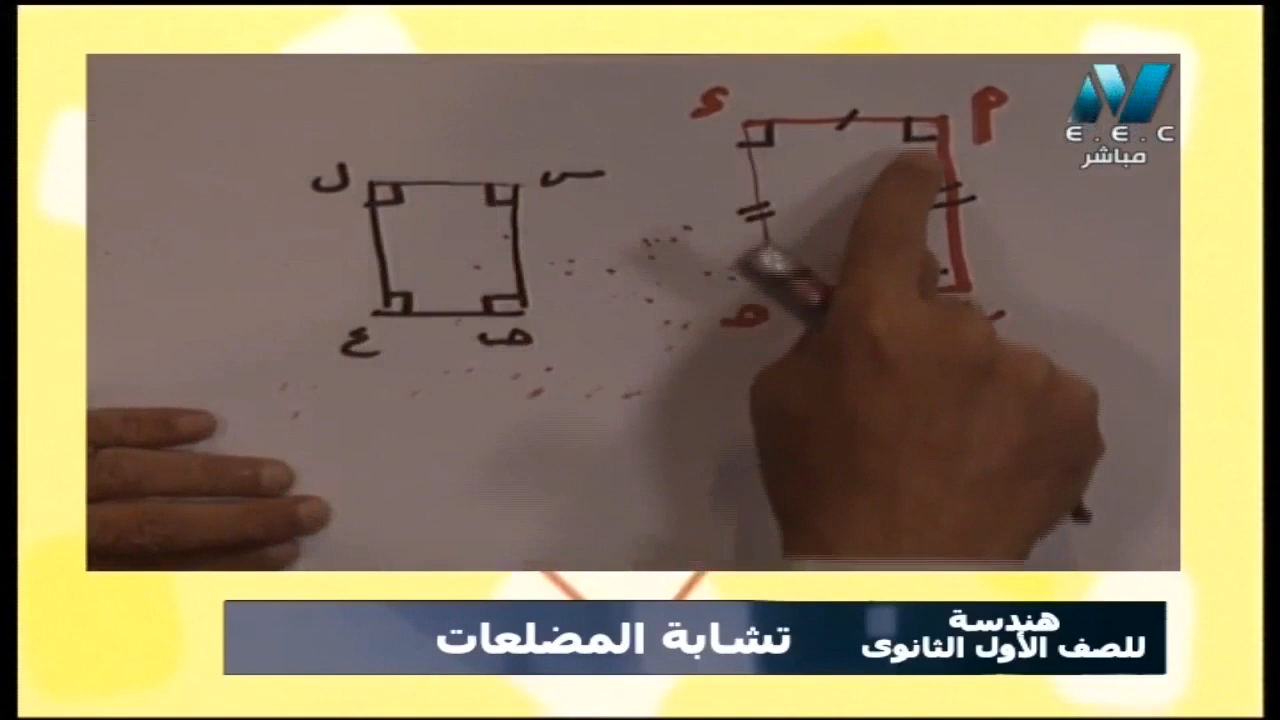 E.E.C
مباشر
أ
ء
س
ل
ص
ع
هندسة
للصف الأول الثانوى
تشابة المضلعات